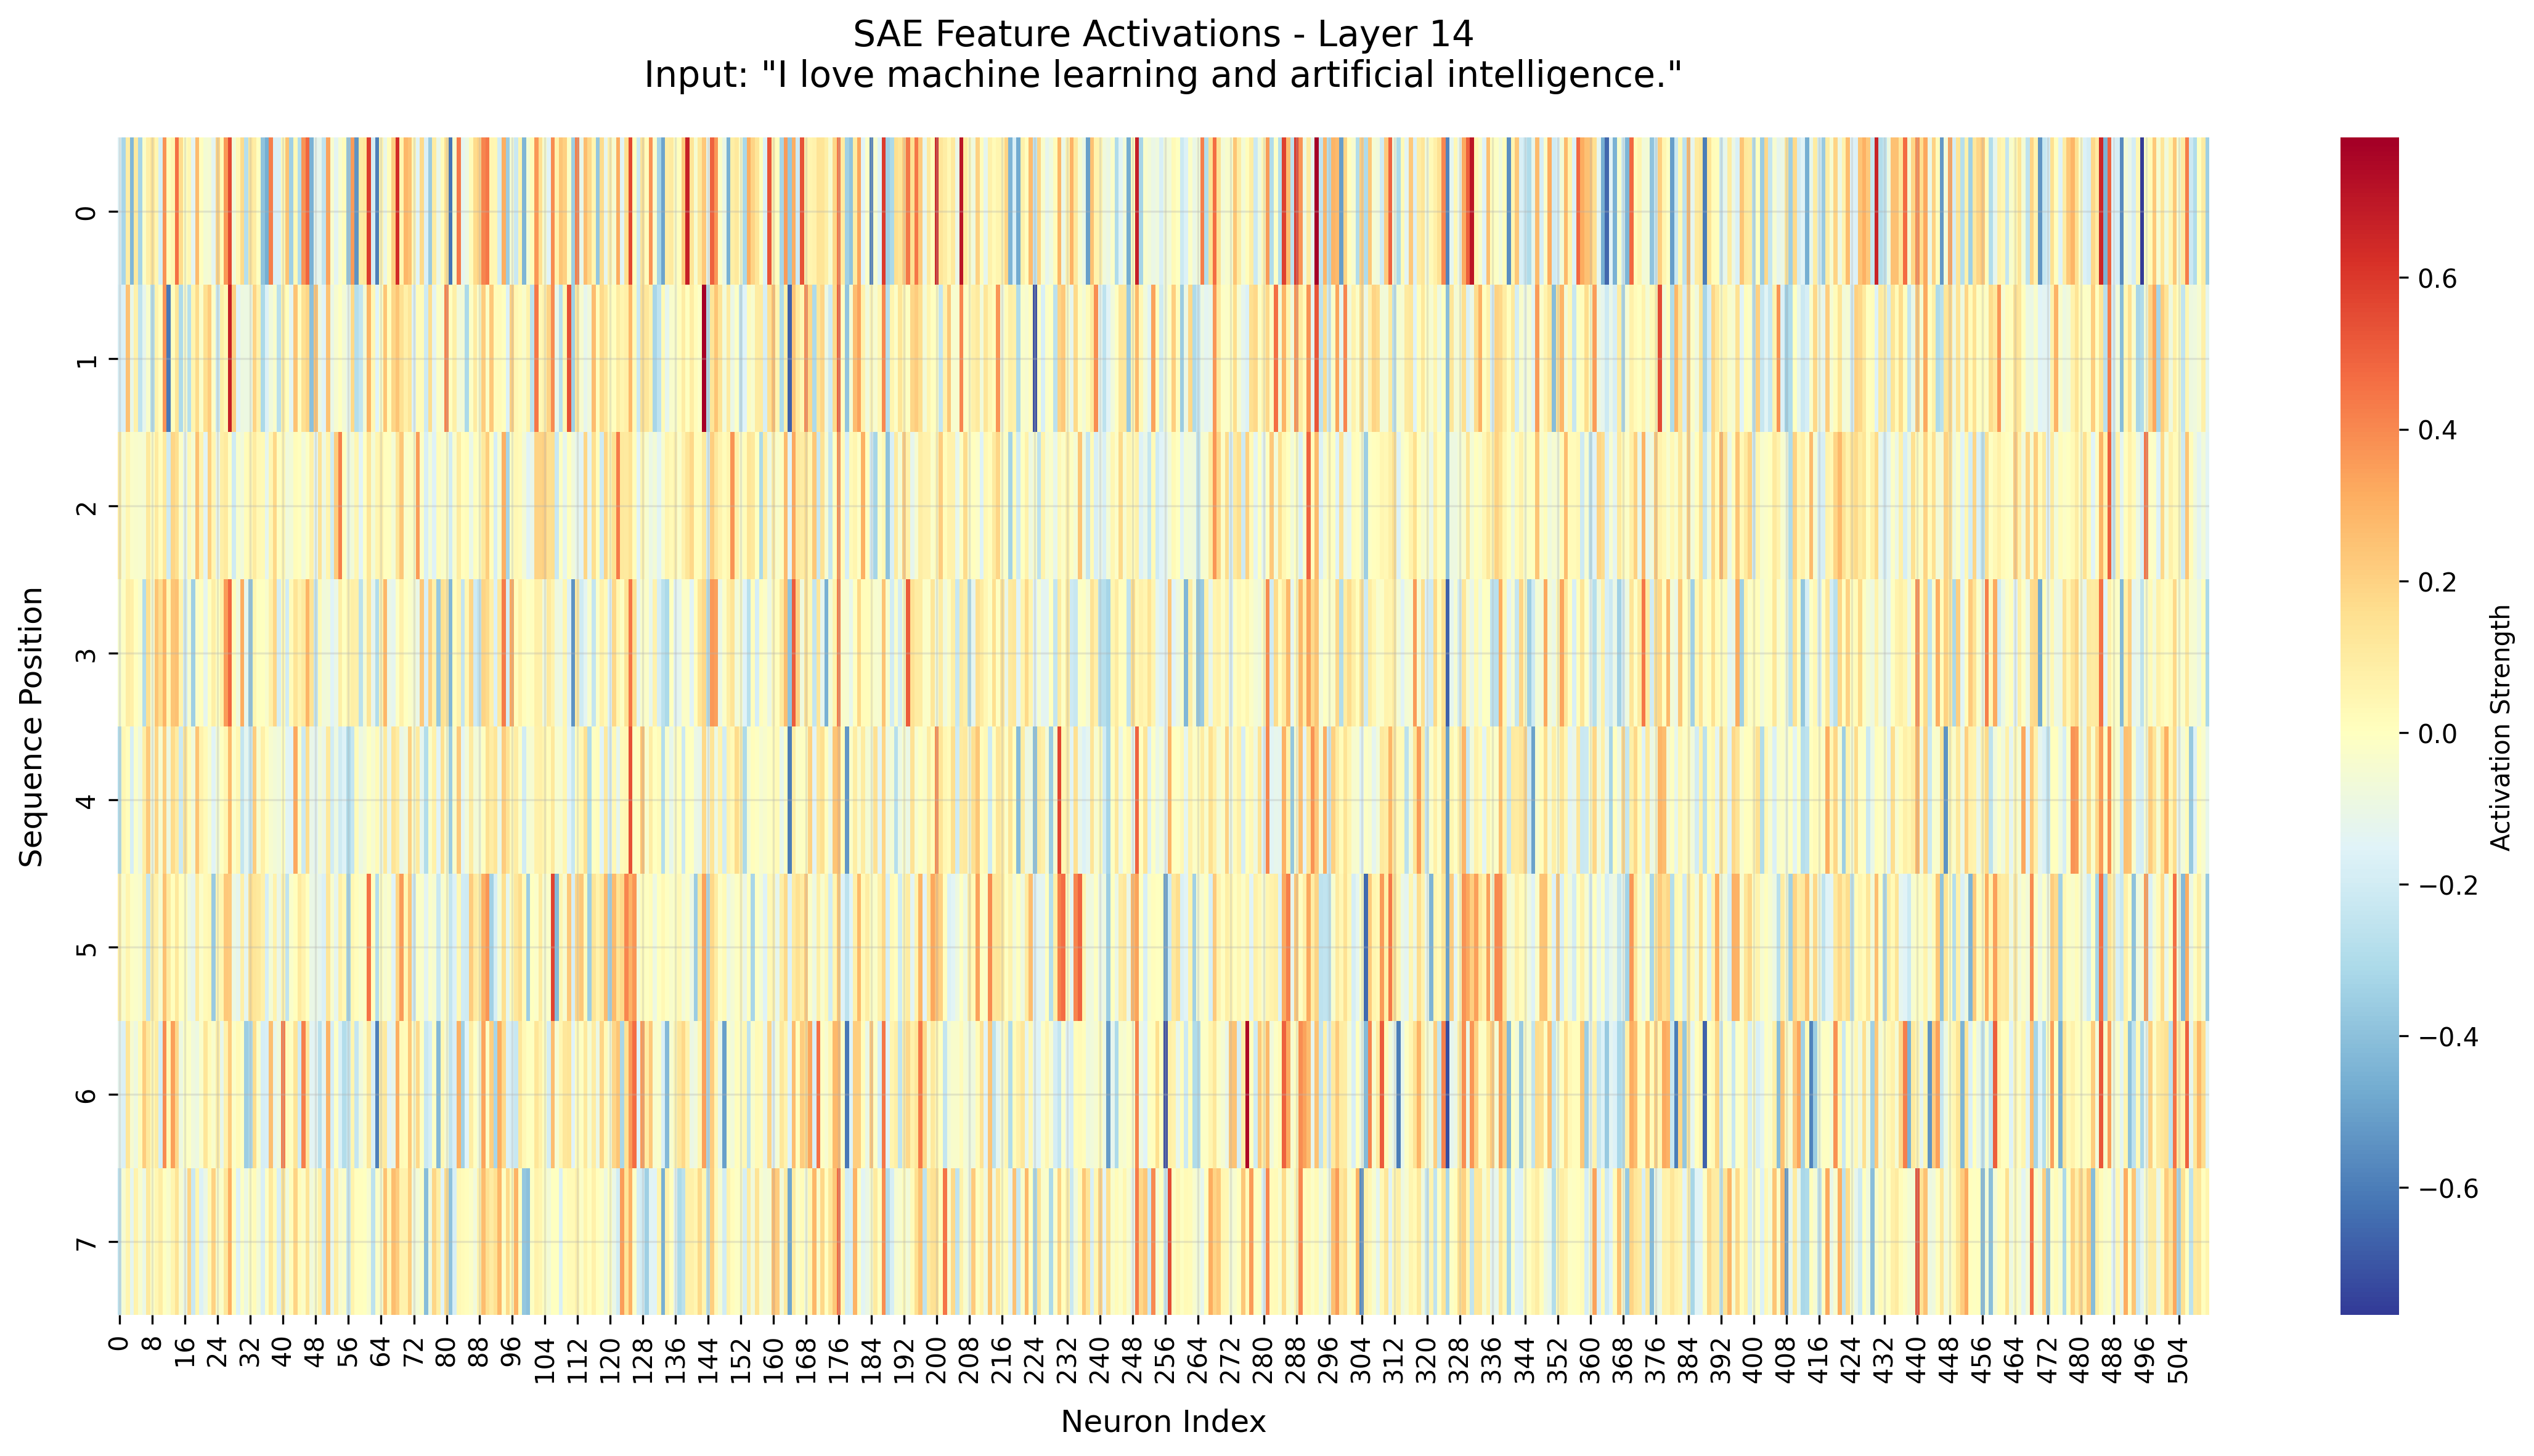 SAE Feature Activations - Layer 14
Input: "I love machine learning and artificial intelligence."
Sequence Position
0
1
2
3
4
5
6
7
0 8 16 24 32 40 48 56 64 72 80 88 96 104 112 120 128 136 144 152 160 168 176 184 192 200 208 216 224 232 240 248 256 264 272 280 288 296 304 312 320 328 336 344 352 360 368 376 384 392 400 408 416 424 432 440 448 456 464 472 480 488 496 504
Neuron Index
0.6
0.4
0.2
0.0
−0.2
−0.4
−0.6
Activation Strength